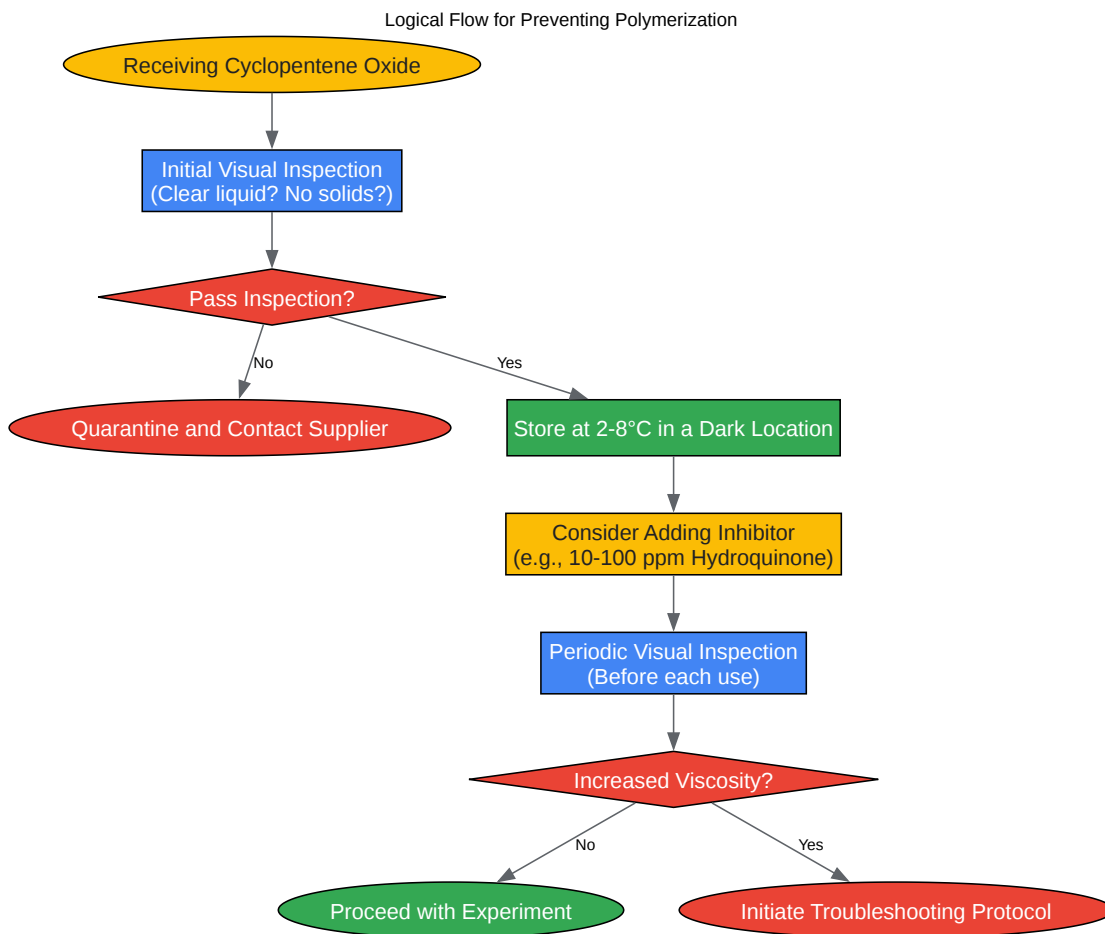 Logical Flow for Preventing Polymerization
Receiving Cyclopentene Oxide
Initial Visual Inspection
(Clear liquid? No solids?)
Pass Inspection?
No
Yes
Quarantine and Contact Supplier
Store at 2-8°C in a Dark Location
Consider Adding Inhibitor
(e.g., 10-100 ppm Hydroquinone)
Periodic Visual Inspection
(Before each use)
Increased Viscosity?
No
Yes
Proceed with Experiment
Initiate Troubleshooting Protocol